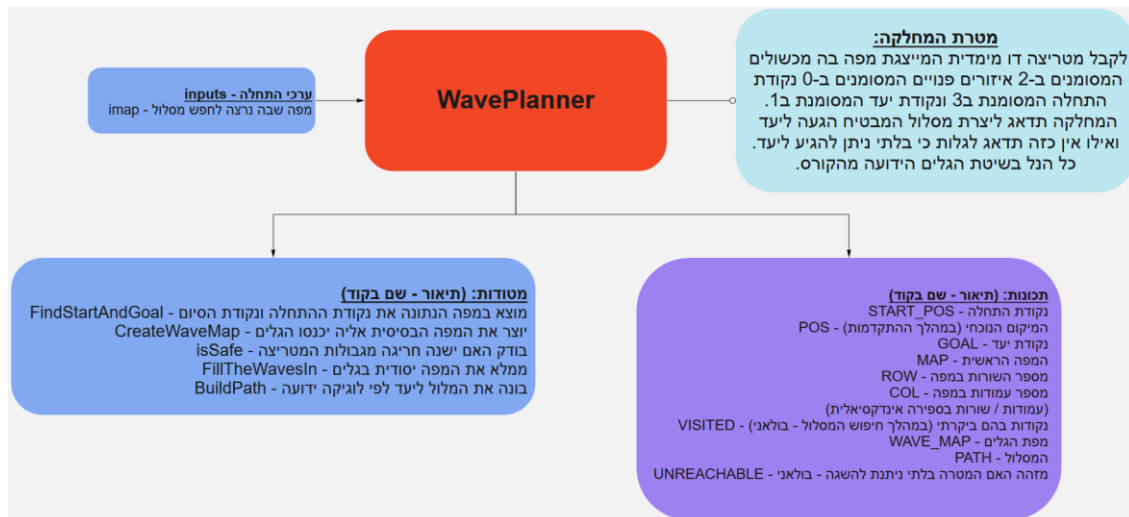 מטרת המחלקה:
לקבל מטריצה דו מימדית המייצגת מפה בה מכשולים
המסומנים ב-2 איזורים פנויים המסומנים ב-0 נקודת
התחלה המסומנת ב3 ונקודת יעד המסומנת ב1.
המחלקה תדאג ליצרת מסלול המבטיח הגעה ליעד
ואילו אין כזה תדאג לגלות כי בלתי ניתן להגיע ליעד.
כל הנל בשיטת הגלים הידועה מהקורס.
WavePlanner
ערכי התחלה - inputs
מפה שבה נרצה לחפש מסלול - imap
תכונות: (תיאור - שם בקוד)
נקודת התחלה - START_POS
המיקום הנוכחי (במהלך ההתקדמות) - POS
נקודת יעד - GOAL
המפה הראשית - MAP
מספר השורות במפה - ROW
מספר עמודות במפה - COL
(עמודות / שורות בספירה אינדקסיאלית)
נקודות בהם ביקרתי (במהלך חיפוש המסלול - בולאני) - VISITED
מפת הגלים - WAVE_MAP
המסלול - PATH
מזהה האם המטרה בלתי ניתנת להשגה - בולאני - UNREACHABLE
מטודות: (תיאור - שם בקוד)
מוצא במפה הנתונה את נקודת ההתחלה ונקודת הסיום - FindStartAndGoal
יוצר את המפה הבסיסית אליה יכנסו הגלים - CreateWaveMap
בודק האם ישנה חריגה מגבולות המטריצה - isSafe
ממלא את המפה יסודית בגלים - FillTheWavesIn
בונה את המלול ליעד לפי לוגיקה ידועה - BuildPath